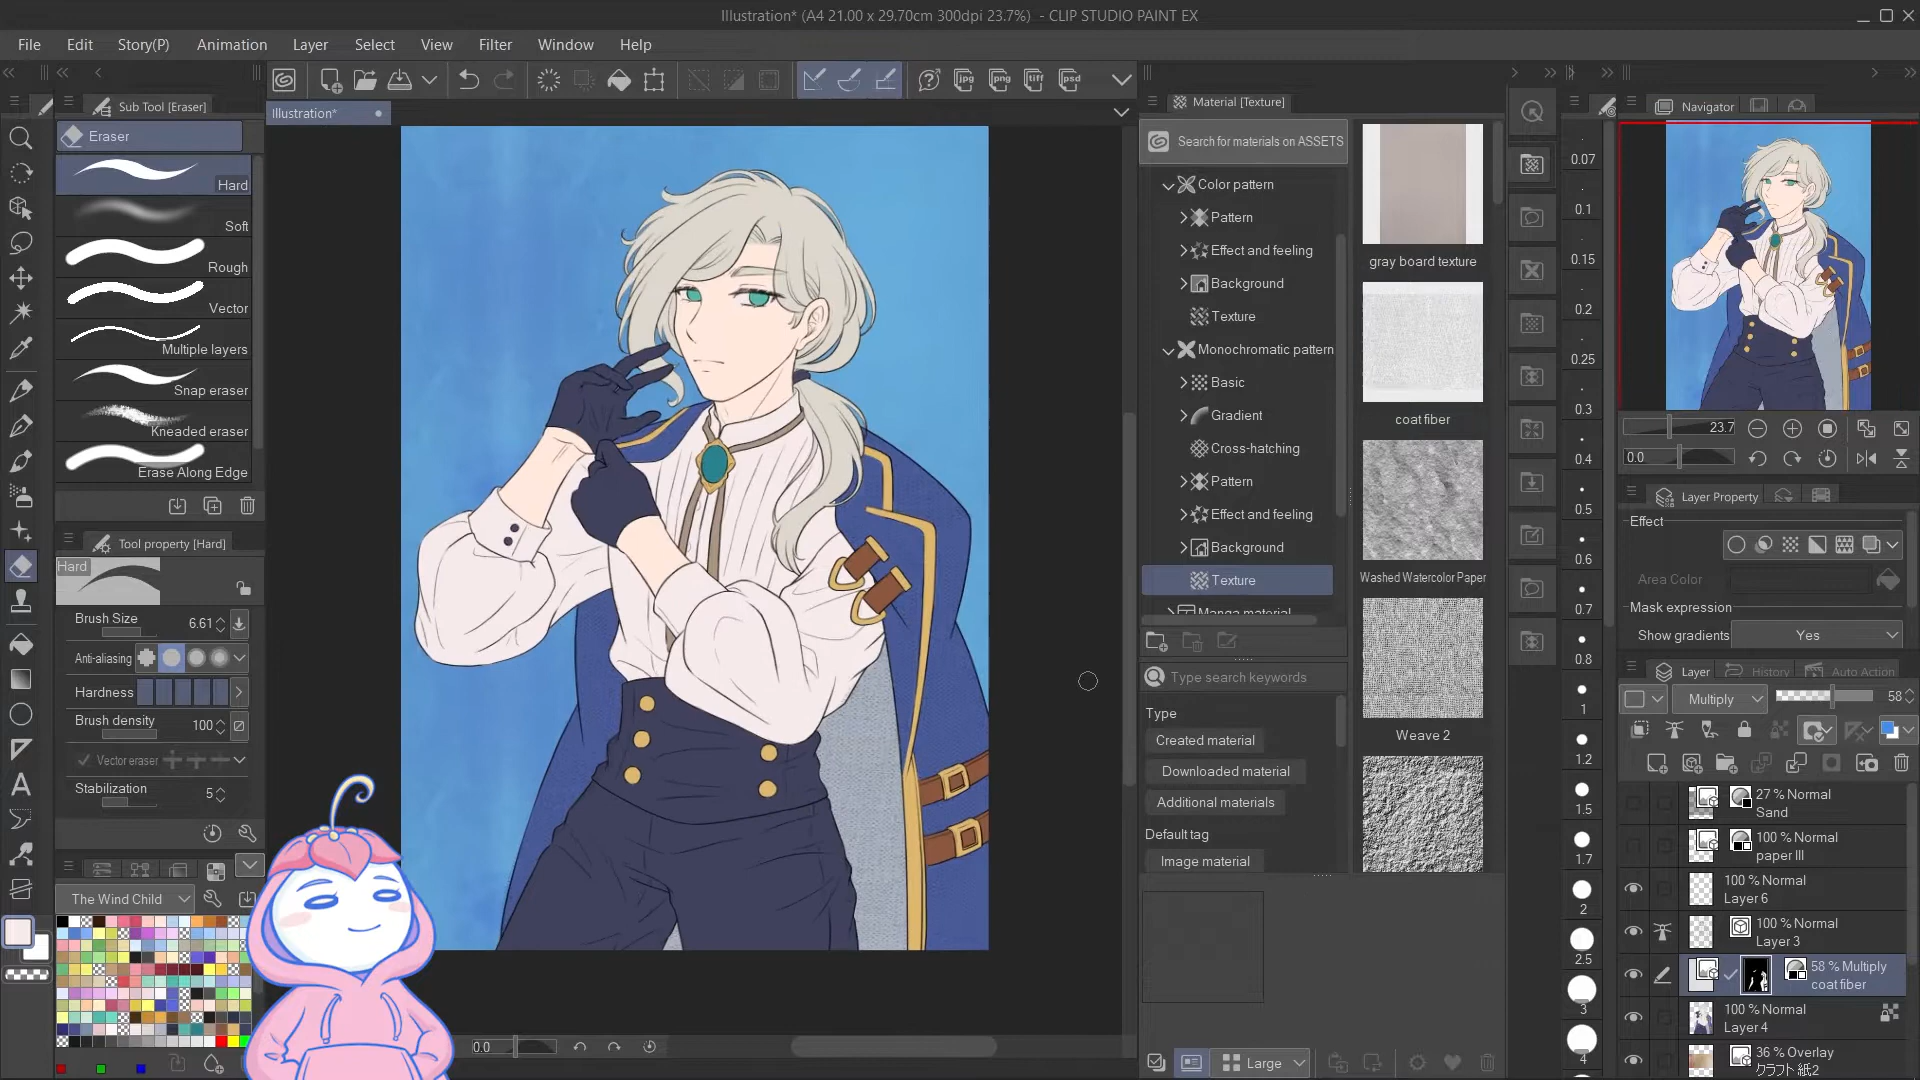 Illustration* (A4 21.00 x 29.70cm 300dpi 23.7%) - CLIP STUDIO PAINT EX
File Edit Story(P) Animation Layer Select View Filter Window Help
jpg png tiff psd
Sub Tool [Eraser]
Eraser
Hard
Soft
Rough
Vector
Multiple layers
Snap eraser
Kneaded eraser
Erase Along Edge
Tool property [Hard]
Hard
Brush Size 6.61
Anti-aliasing
Hardness
Brush density 100
Vector eraser
Stabilization 5
The Wind Child
Illustration*
0.0
Material [Texture]
Search for materials on ASSETS
Color pattern
Pattern
Effect and feeling
Background
Texture
Monochromatic pattern
Basic
Gradient
Cross-hatching
Pattern
Effect and feeling
Background
Texture
Manga material
Type search keywords
Type
Created material
Downloaded material
Additional materials
Default tag
Image material
gray board texture
coat fiber
Washed Watercolor Paper
Weave 2
Large
0.07
0.1
0.15
0.2
0.25
0.3
0.4
0.5
0.6
0.7
0.8
1
1.2
1.5
1.7
2
2.5
3
4
Navigator
23.7
0.0
Layer Property
Effect
Area Color
Mask expression
Show gradients Yes
Layer History Auto Action
Multiply 58
27 % Normal
Sand
100 % Normal
paper III
100 % Normal
Layer 6
100 % Normal
Layer 3
58 % Multiply
coat fiber
100 % Normal
Layer 4
36 % Overlay
クラフト紙2